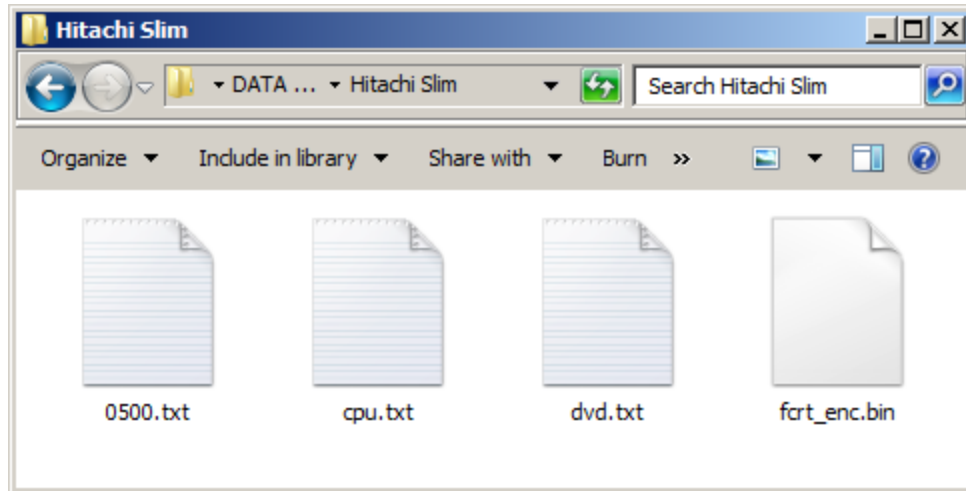 Hitachi Slim
DATA ... Hitachi Slim Search Hitachi Slim
Organize Include in library Share with Burn »
0500.txt cpu.txt dvd.txt fcrt_enc.bin